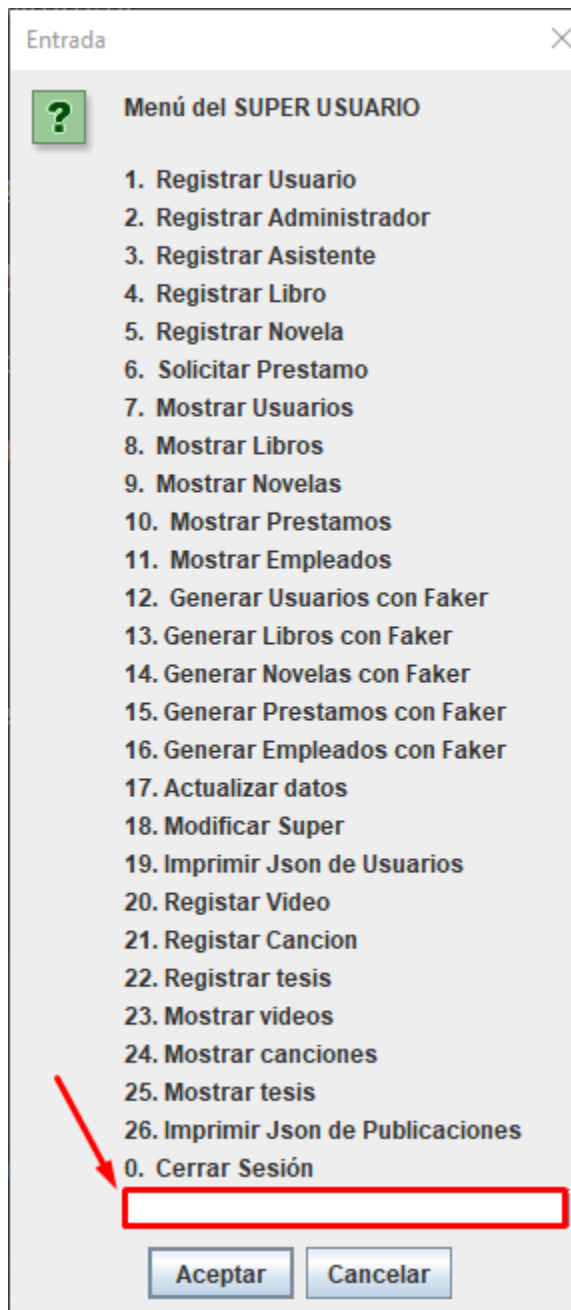 Entrada
?
Menú del SUPER USUARIO
1. Registrar Usuario
2. Registrar Administrador
3. Registrar Asistente
4. Registrar Libro
5. Registrar Novela
6. Solicitar Prestamo
7. Mostrar Usuarios
8. Mostrar Libros
9. Mostrar Novelas
10. Mostrar Prestamos
11. Mostrar Empleados
12. Generar Usuarios con Faker
13. Generar Libros con Faker
14. Generar Novelas con Faker
15. Generar Prestamos con Faker
16. Generar Empleados con Faker
17. Actualizar datos
18. Modificar Super
19. Imprimir Json de Usuarios
20. Registar Video
21. Registar Cancion
22. Registrar tesis
23. Mostrar videos
24. Mostrar canciones
25. Mostrar tesis
26. Imprimir Json de Publicaciones
0. Cerrar Sesión
Aceptar Cancelar